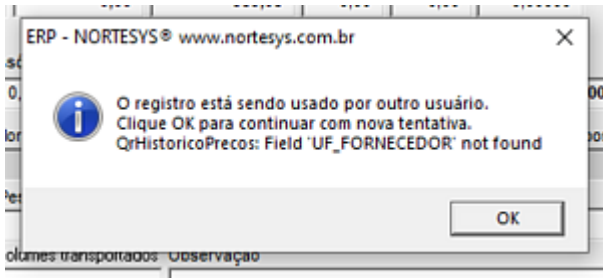 ERP - NORTESYS® www.nortesys.com.br
O registro está sendo usado por outro usuário.
Clique OK para continuar com nova tentativa.
QrHistoricoPrecos: Field 'UF_FORNECEDOR' not found
OK
transportados Observação